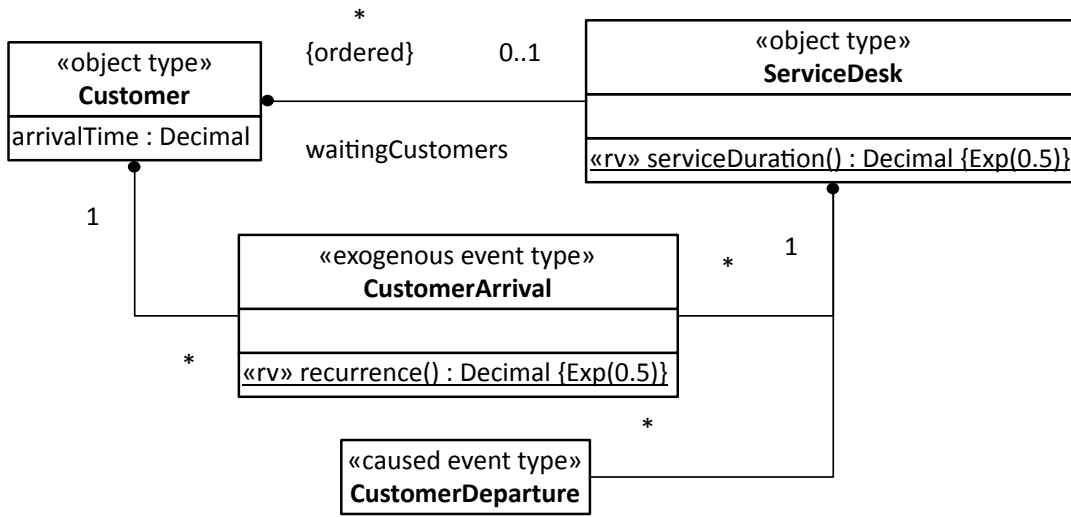 *
{ordered}
0..1
«object type»
Customer
arrivalTime : Decimal
waitingCustomers
«object type»
ServiceDesk
«rv» serviceDuration() : Decimal {Exp(0.5)}
1
*
«exogenous event type»
CustomerArrival
«rv» recurrence() : Decimal {Exp(0.5)}
*
1
*
«caused event type»
CustomerDeparture